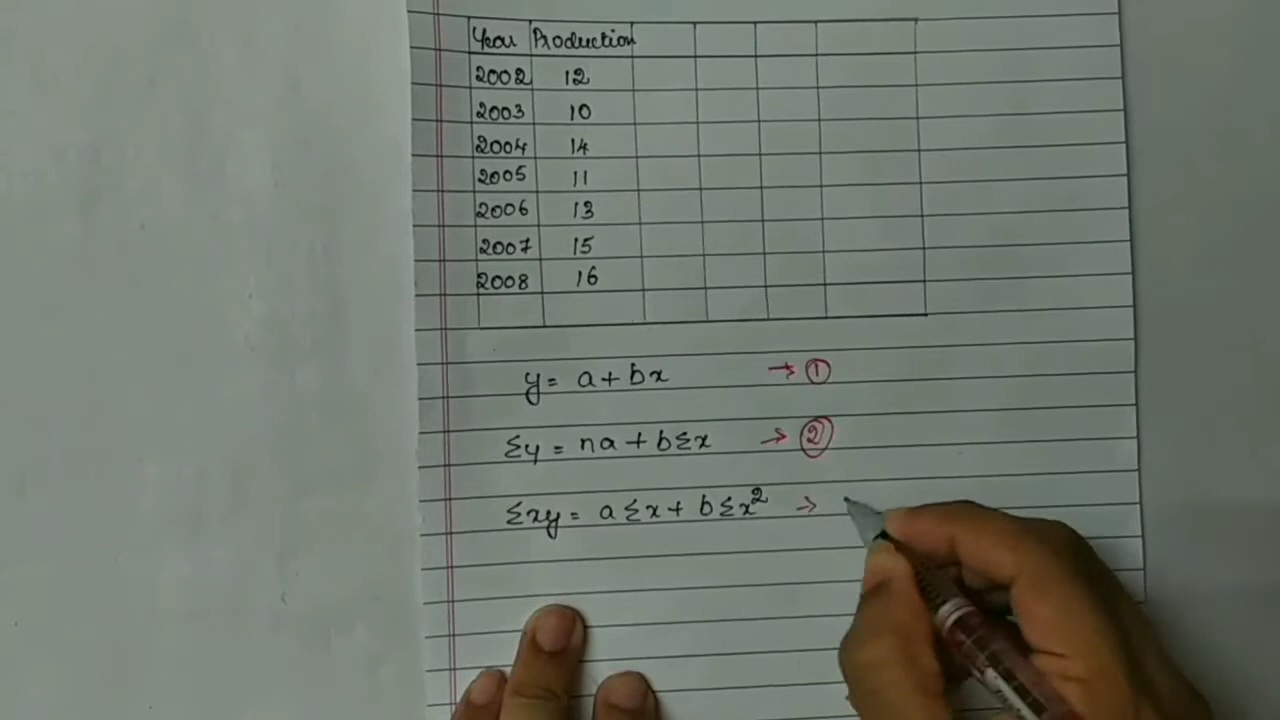 Year Production
2002 12
2003 10
2004 14
2005 11
2006 13
2007 15
2008 16
y = a + bx → ①
Σy = na + bΣx → ②
Σxy = aΣx + bΣx² →